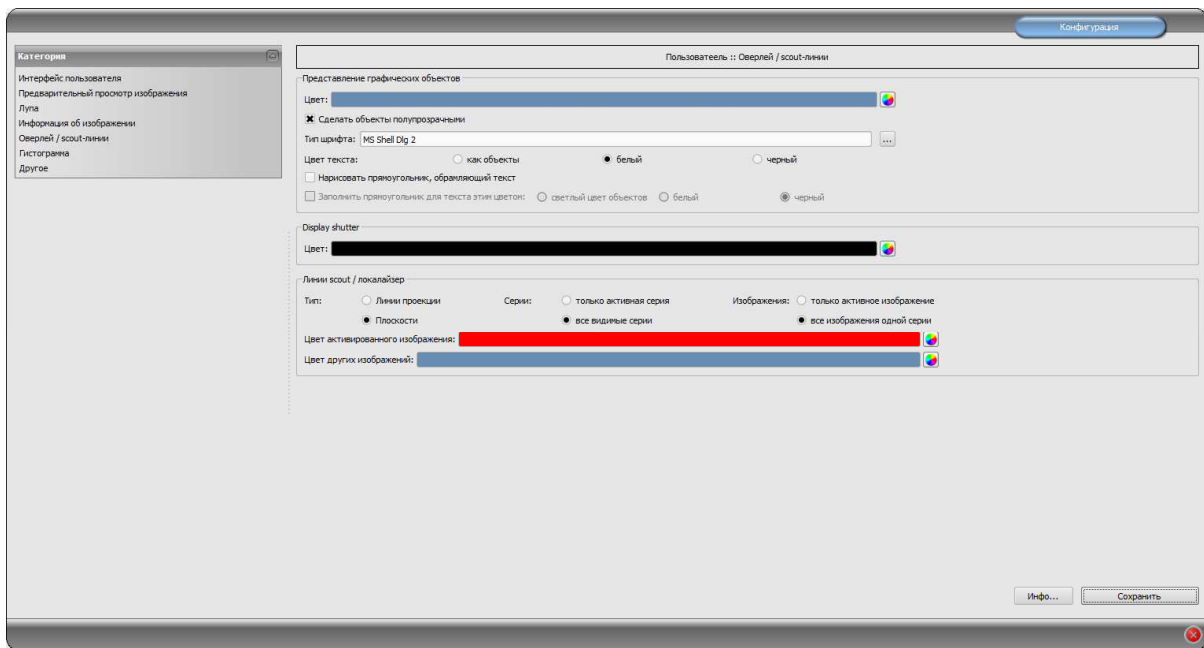 Конфигурация
Категория
Интерфейс пользователя
Предварительный просмотр изображения
Лупа
Информация об изображении
Оверлей / scout-линии
Гистограмма
Другое
Пользоватеель :: Оверлей / scout-линии
Представление графических объектов
Цвет:
Сделать объекты полупрозрачными
Тип шрифта: MS Shell Dlg 2 ...
Цвет текста: как объекты белый черный
Нарисовать прямоугольник, обрамляющий текст
Заполнить прямоугольник для текста этим цветом: светлый цвет объектов белый черный
Display shutter
Цвет:
Линии scout / локалайзер
Тип: Линии проекции Серии: только активная серия Изображения: только активное изображение
Плоскости все видимые серии все изображения одной серии
Цвет активированного изображения:
Цвет других изображений:
Инфо... Сохранить